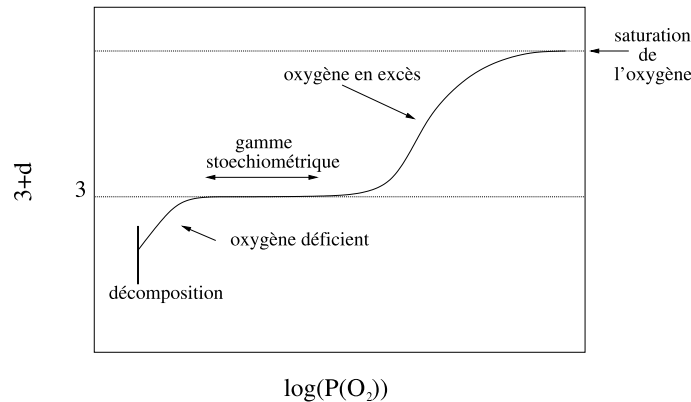 saturation
de
l'oxygène
oxygène en excès
gamme
stoechiométrique
3+d
3
oxygène déficient
décomposition
log(P(O₂))